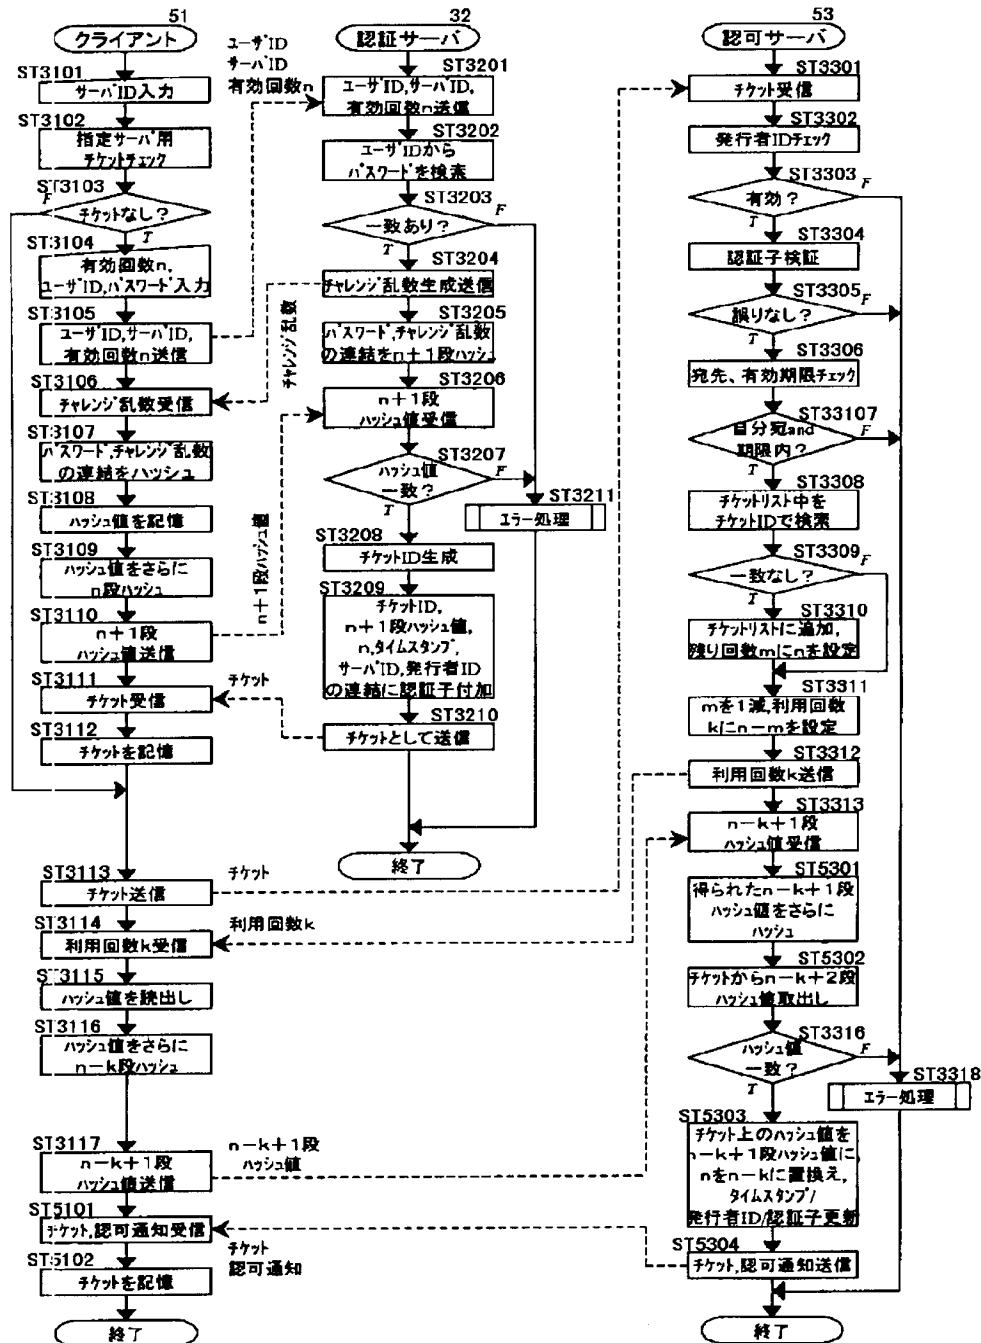 51
クライアント
ST3101
サーバID入力
ST3102
指定サーバ用
チケットチェック
ST3103
F
チケットなし?
T
ST3104
有効回数n,
ユーザID,パスワード入力
ST3105
ユーザID,サーバID,
有効回数n送信
ST3106
チャレンジ乱数受信
ST3107
パスワード,チャレンジ乱数
の連結をハッシュ
ST3108
ハッシュ値を記憶
ST3109
ハッシュ値をさらに
n段ハッシュ
ST3110
n+1段
ハッシュ値送信
ST3111
チケット受信
ST3112
チケットを記憶
ST3113
チケット送信
ST3114
利用回数k受信
ST3115
ハッシュ値を読出し
ST3116
ハッシュ値をさらに
n-k段ハッシュ
ST3117
n-k+1段
ハッシュ値送信
ST5101
チケット,認可通知受信
ST5102
チケットを記憶
終了
ユーザID
サーバID
有効回数n
チャレンジ乱数
n+1段ハッシュ値
チケット
チケット
利用回数k
n-k+1段
ハッシュ値
チケット
認可通知
32
認証サーバ
ST3201
ユーザID,サーバID,
有効回数n送信
ST3202
ユーザIDから
パスワードを検索
ST3203
一致あり?
F
T
ST3204
チャレンジ乱数生成送信
ST3205
パスワード,チャレンジ乱数
の連結をn+1段ハッシュ
ST3206
n+1段
ハッシュ値受信
ST3207
ハッシュ値
一致?
F
T
ST3211
エラー処理
ST3208
チケットID生成
ST3209
チケットID,
n+1段ハッシュ値,
n,タイムスタンプ,
サーバID,発行者ID
の連結に認証子付加
ST3210
チケットとして送信
終了
53
認可サーバ
ST3301
チケット受信
ST3302
発行者IDチェック
ST3303
有効?
F
T
ST3304
認証子検証
ST3305
誤りなし?
F
T
ST3306
宛先、有効期限チェック
ST33107
自分宛and
期限内?
F
T
ST3308
チケットリスト中を
チケットIDで検索
ST3309
一致なし?
F
T
ST3310
チケットリストに追加,
残り回数mにnを設定
ST3311
mを1減,利用回数
kにn-mを設定
ST3312
利用回数k送信
ST3313
n-k+1段
ハッシュ値受信
ST5301
得られたn-k+1段
ハッシュ値をさらに
ハッシュ
ST5302
チケットからn-k+2段
ハッシュ値取出し
ST3316
ハッシュ値
一致?
F
T
ST3318
エラー処理
ST5303
チケット上のハッシュ値を
n-k+1段ハッシュ値に,
nをn-kに置換え,
タイムスタンプ/
発行者ID/認証子更新
ST5304
チケット,認可通知送信
終了